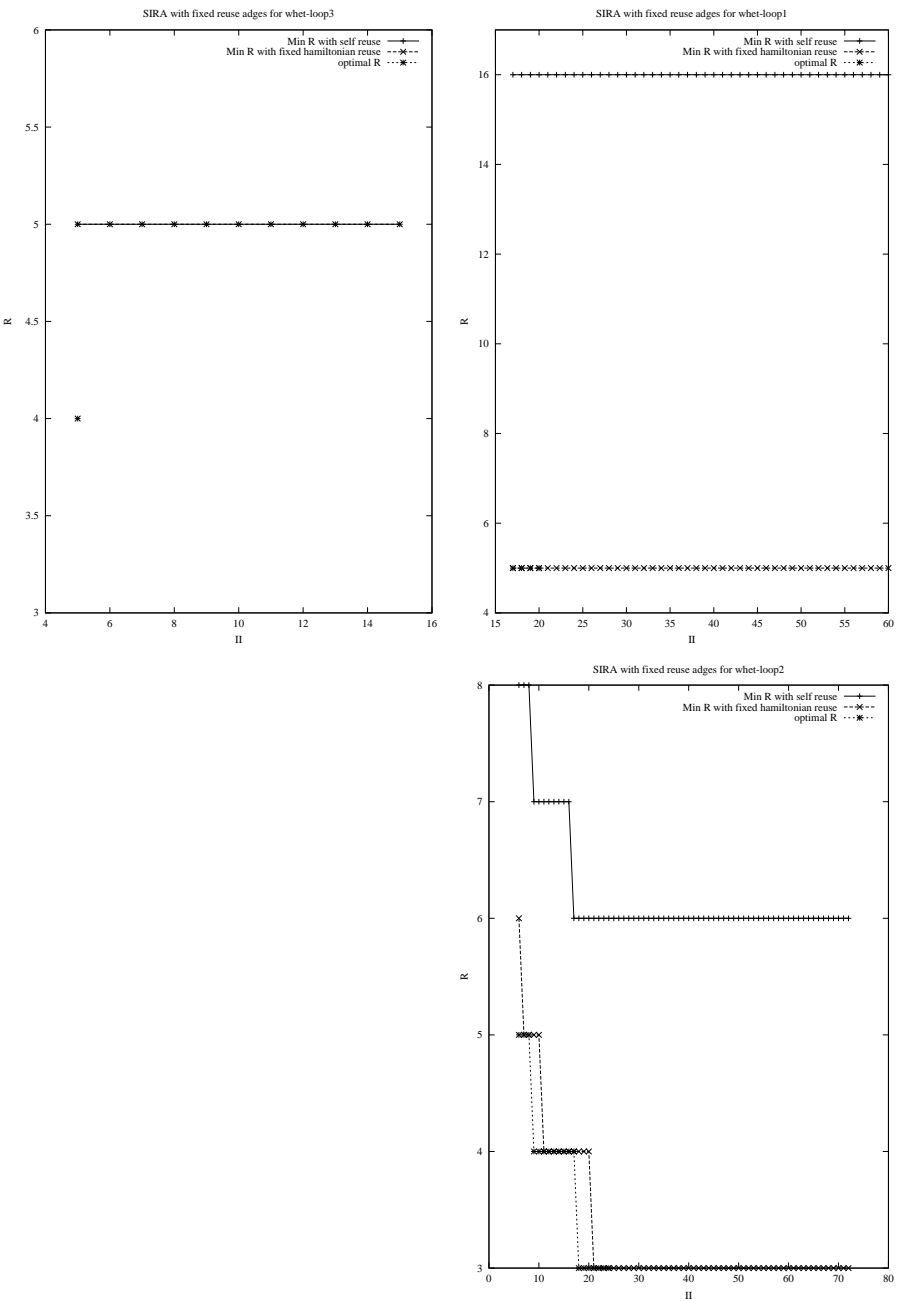 SIRA with fixed reuse adges for whet-loop3
6
5.5
5
4.5
4
3.5
3
R
4 6 8 10 12 14 16
II
Min R with self reuse
Min R with fixed hamiltonian reuse
optimal R
SIRA with fixed reuse adges for whet-loop1
16
14
12
10
8
6
4
R
15 20 25 30 35 40 45 50 55 60
II
Min R with self reuse
Min R with fixed hamiltonian reuse
optimal R
SIRA with fixed reuse adges for whet-loop2
8
7
6
5
4
3
R
0 10 20 30 40 50 60 70 80
II
Min R with self reuse
Min R with fixed hamiltonian reuse
optimal R